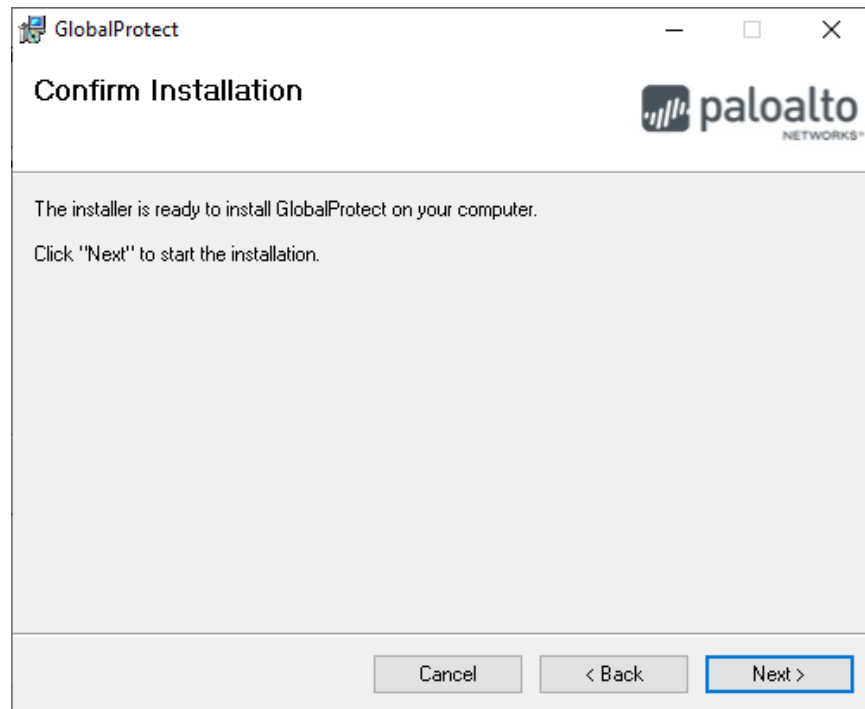 GlobalProtect
Confirm Installation
paloalto
NETWORKS®
The installer is ready to install GlobalProtect on your computer.
Click "Next" to start the installation.
Cancel
< Back
Next >